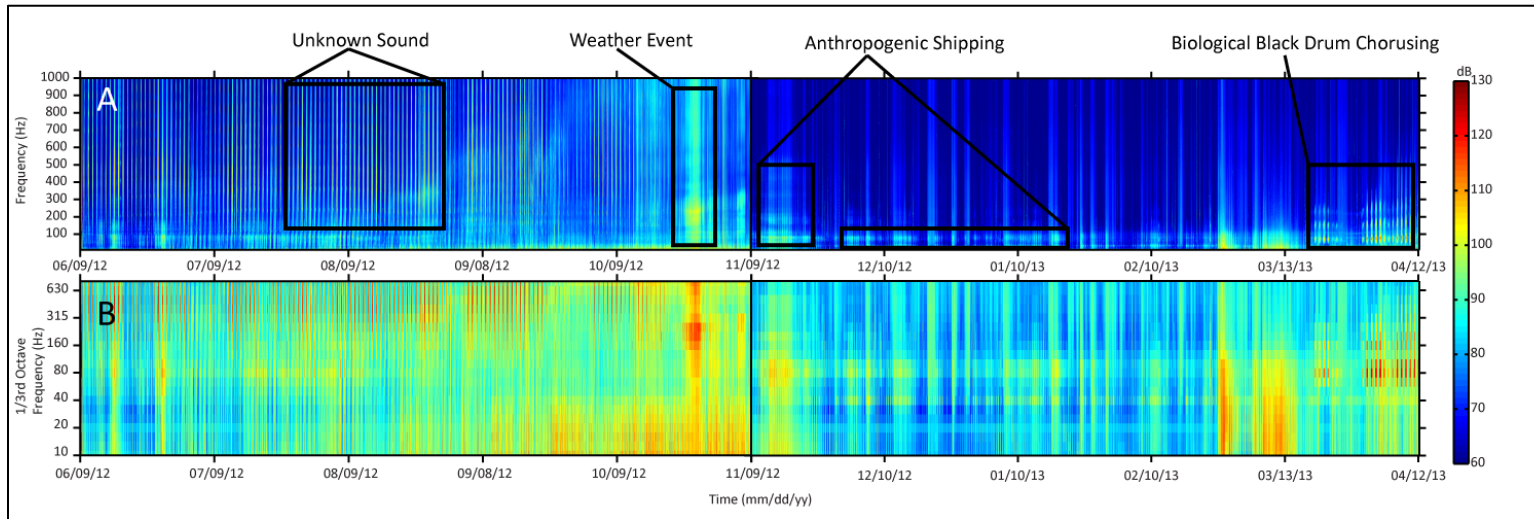 Unknown Sound
Weather Event
Anthropogenic Shipping
Biological Black Drum Chorusing
dB
A
1000
900
800
700
600
500
400
300
200
100
Frequency (Hz)
06/09/12 07/09/12 08/09/12 09/08/12 10/09/12 11/09/12 12/10/12 01/10/13 02/10/13 03/13/13 04/12/13
B
630
315
160
80
40
20
10
1/3rd Octave
Frequency (Hz)
06/09/12 07/09/12 08/09/12 09/08/12 10/09/12 11/09/12 12/10/12 01/10/13 02/10/13 03/13/13 04/12/13
Time (mm/dd/yy)
130
120
110
100
90
80
70
60